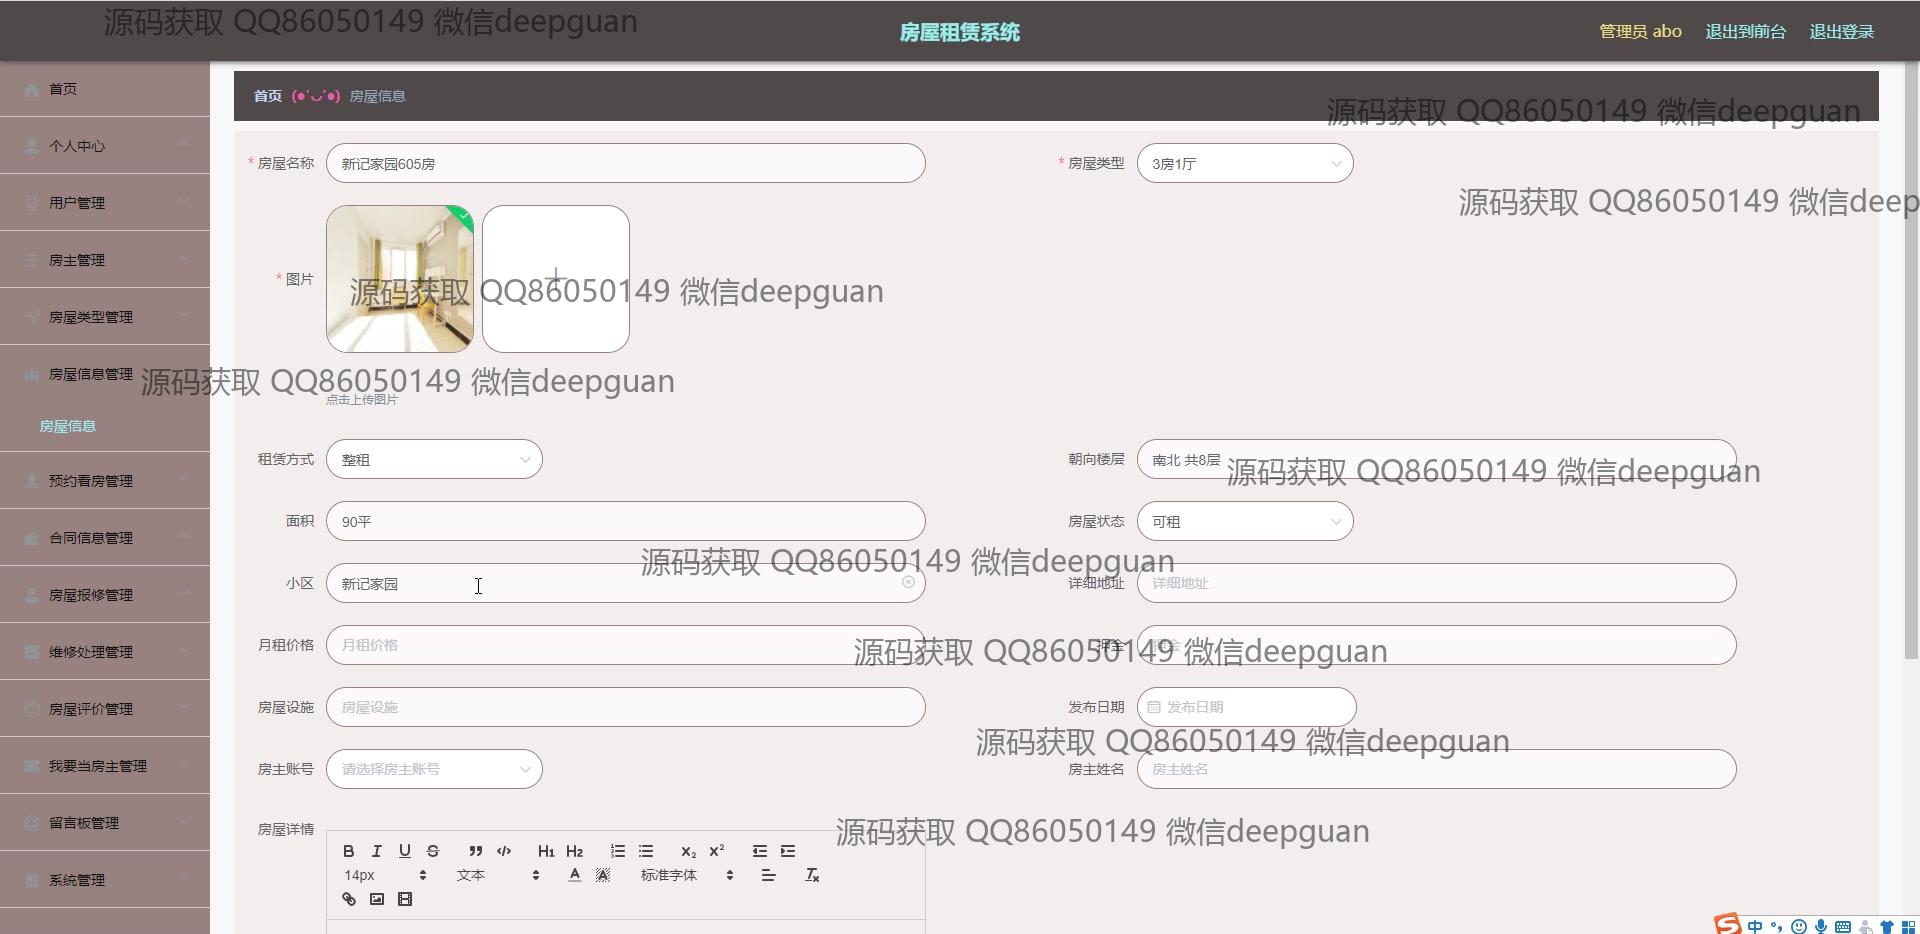 源码获取 QQ86050149 微信deepguan
房屋租赁系统
管理员 abo 退出到前台 退出登录
首页
首页 (●'◡'●) 房屋信息
源码获取 QQ86050149 微信deepguan
个人中心
* 房屋名称 新记家园605房
* 房屋类型 3房1厅
用户管理
源码获取 QQ86050149 微信deep
房主管理
* 图片
源码获取 QQ86050149 微信deepguan
房屋类型管理
房屋信息管理
源码获取 QQ86050149 微信deepguan
点击上传图片
房屋信息
租赁方式 整租
朝向楼层 南北 共8层
源码获取 QQ86050149 微信deepguan
预约看房管理
面积 90平
房屋状态 可租
合同信息管理
源码获取 QQ86050149 微信deepguan
小区 新记家园
详细地址 详细地址
房屋报修管理
月租价格 月租价格
押金 押金
源码获取 QQ86050149 微信deepguan
维修处理管理
房屋设施 房屋设施
发布日期 发布日期
房屋评价管理
源码获取 QQ86050149 微信deepguan
房主账号 请选择房主账号
房主姓名 房主姓名
我要当房主管理
留言板管理
房屋详情
源码获取 QQ86050149 微信deepguan
B I U S H1 H2 X2 X2
14px 文本 A A 标准字体
系统管理
中